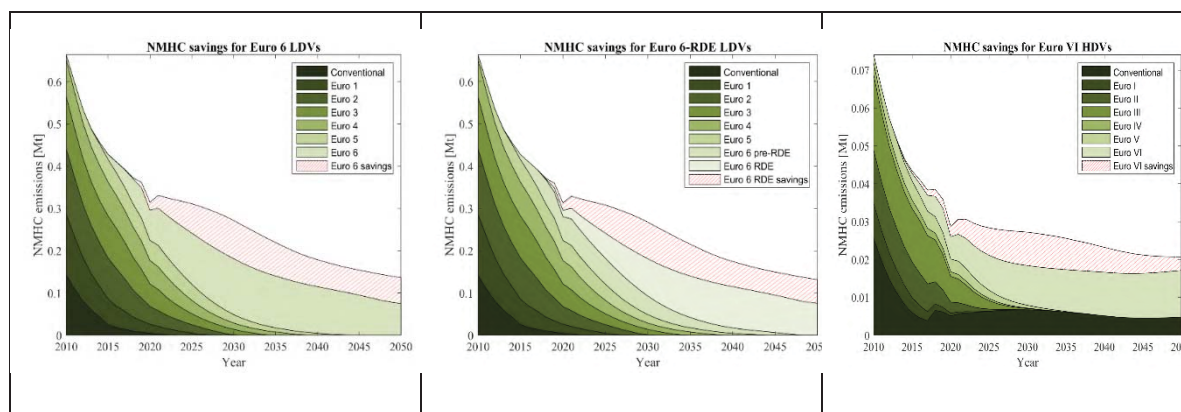 NMHC savings for Euro 6 LDVs
NMHC emissions [Mt]
0.6
0.5
0.4
0.3
0.2
0.1
0
Conventional
Euro 1
Euro 2
Euro 3
Euro 4
Euro 5
Euro 6
Euro 6 savings
2010 2015 2020 2025 2030 2035 2040 2045 2050
Year
NMHC savings for Euro 6-RDE LDVs
NMHC emissions [Mt]
0.6
0.5
0.4
0.3
0.2
0.1
0
Conventional
Euro 1
Euro 2
Euro 3
Euro 4
Euro 5
Euro 6 pre-RDE
Euro 6 RDE
Euro 6 RDE savings
2010 2015 2020 2025 2030 2035 2040 2045 205
Year
NMHC savings for Euro VI HDVs
NMHC emissions [Mt]
0.07
0.06
0.05
0.04
0.03
0.02
0.01
0
Conventional
Euro I
Euro II
Euro III
Euro IV
Euro V
Euro VI
Euro VI savings
2010 2015 2020 2025 2030 2035 2040 2045 205
Year